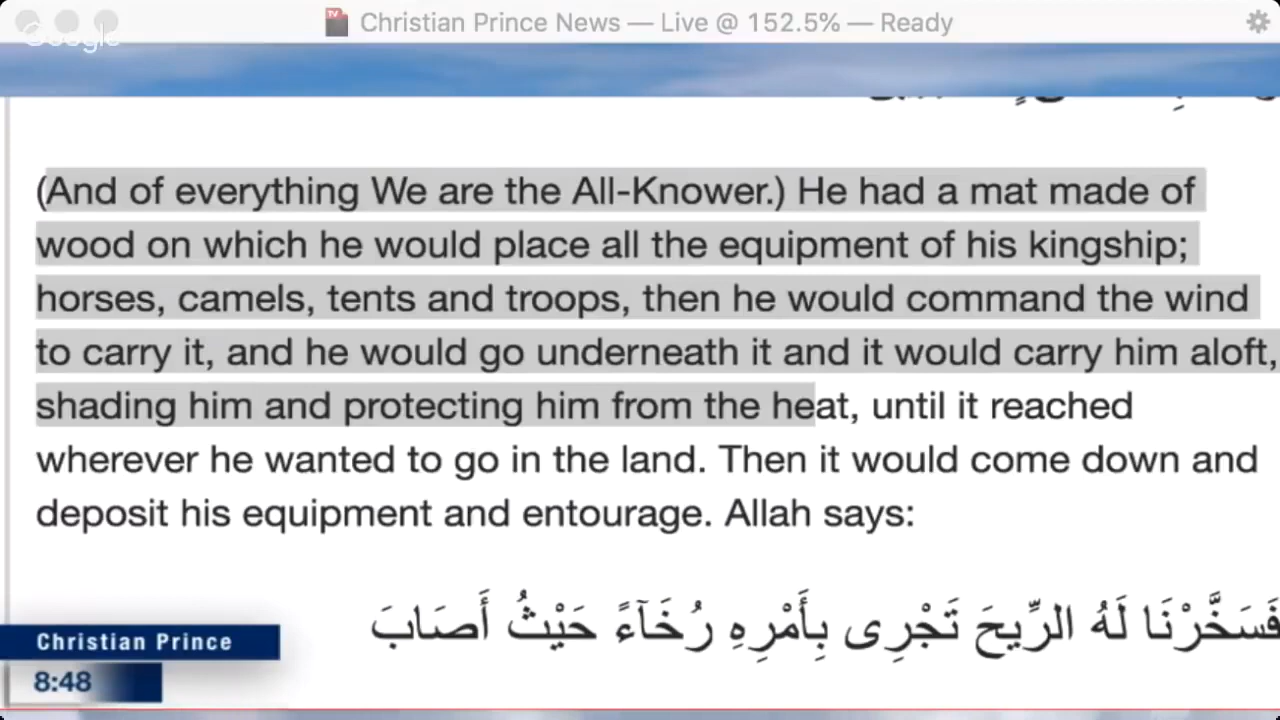 Google
Christian Prince News — Live @ 152.5% — Ready
(And of everything We are the All-Knower.) He had a mat made of
wood on which he would place all the equipment of his kingship;
horses, camels, tents and troops, then he would command the wind
to carry it, and he would go underneath it and it would carry him aloft,
shading him and protecting him from the heat, until it reached
wherever he wanted to go in the land. Then it would come down and
deposit his equipment and entourage. Allah says:
فَسَخَّرْنَا لَهُ الرِّيحَ تَجْرِى بِأَمْرِهِ رُخَآءً حَيْثُ أَصَابَ
Christian Prince
8:48